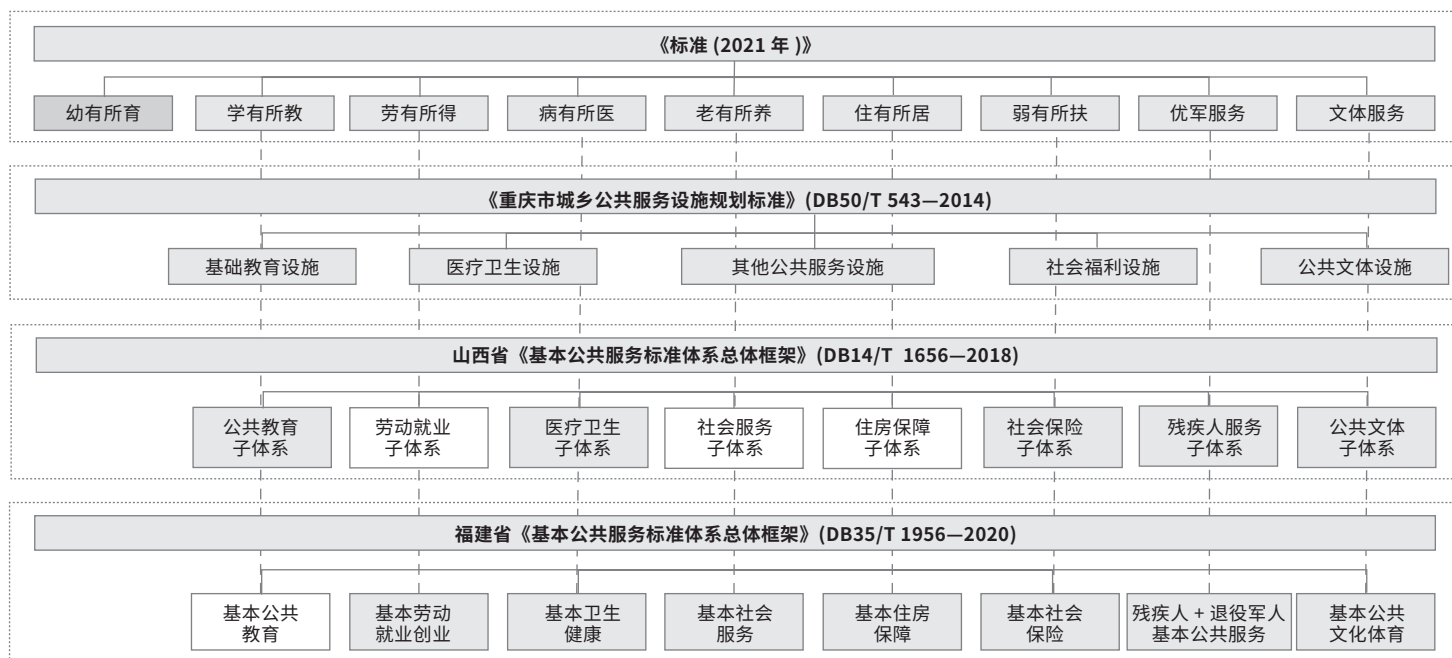 《标准 (2021 年 )》
幼有所育
学有所教
劳有所得
病有所医
老有所养
住有所居
弱有所扶
优军服务
文体服务
《重庆市城乡公共服务设施规划标准》(DB50/T 543—2014)
基础教育设施
医疗卫生设施
其他公共服务设施
社会福利设施
公共文体设施
山西省《基本公共服务标准体系总体框架》(DB14/T 1656—2018)
公共教育
子体系
劳动就业
子体系
医疗卫生
子体系
社会服务
子体系
住房保障
子体系
社会保险
子体系
残疾人服务
子体系
公共文体
子体系
福建省《基本公共服务标准体系总体框架》(DB35/T 1956—2020)
基本公共
教育
基本劳动
就业创业
基本卫生
健康
基本社会
服务
基本住房
保障
基本社会
保险
残疾人 + 退役军人
基本公共服务
基本公共
文化体育